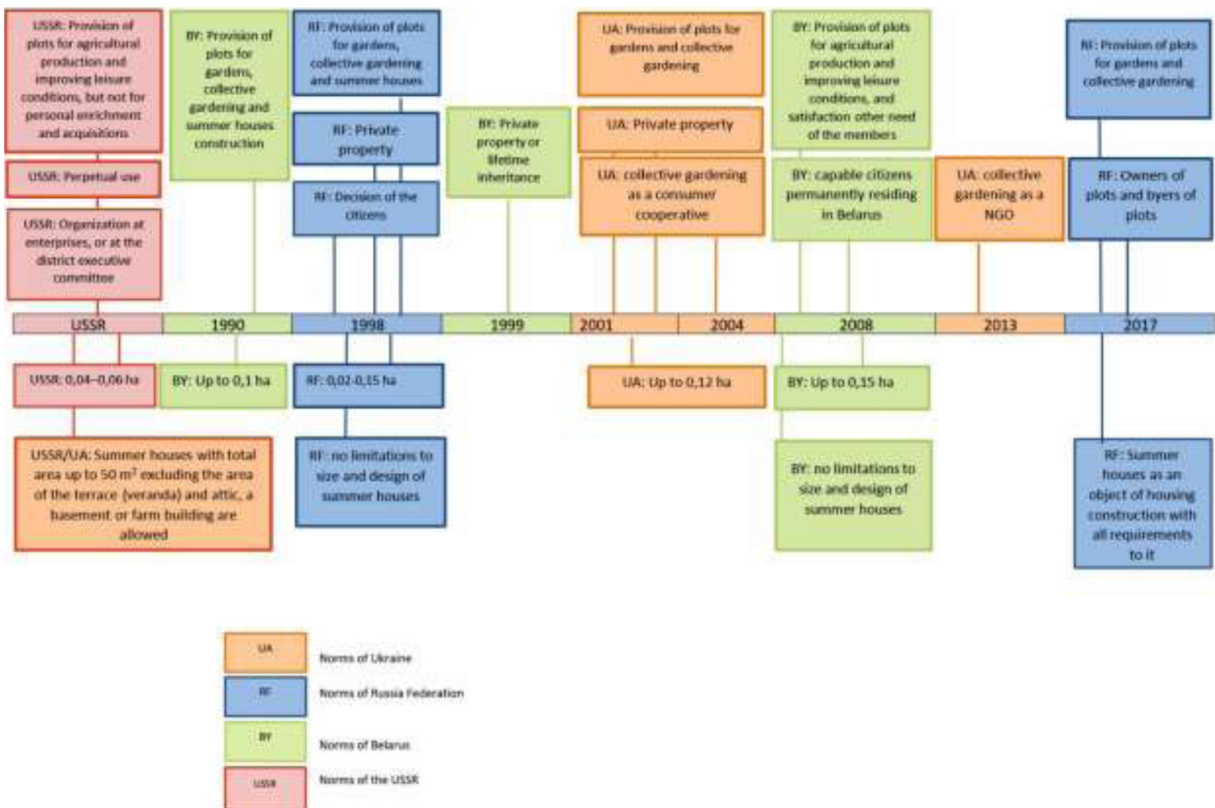 USSR: Provision of
plots for agricultural
production and
improving leisure
conditions, but not for
personal enrichment
and acquisitions
USSR: Perpetual use
USSR: Organization at
enterprises, or at the
district executive
committee
BY: Provision of
plots for
gardens,
collective
gardening and
summer houses
construction
RF: Provision of plots
for gardens,
collective gardening
and summer houses
RF: Private
property
RF: Decision of the
citizens
BY: Private
property or
lifetime
inheritance
UA: Provision of plots for
gardens and collective
gardening
UA: Private property
UA: collective gardening
as a consumer
cooperative
BY: Provision of plots
for agricultural
production and
improving leisure
conditions, and
satisfaction other need
of the members
BY: capable citizens
permanently residing
in Belarus
UA: collective
gardening as a
NGO
RF: Provision of plots
for gardens and
collective gardening
RF: Owners of
plots and byers of
plots
USSR 1990 1998 1999 2001 2004 2008 2013 2017
USSR: 0,04–0,06 ha
BY: Up to 0,1 ha
RF: 0,02-0,15 ha
UA: Up to 0,12 ha
BY: Up to 0,15 ha
USSR/UA: Summer houses with total
area up to 50 m² excluding the area
of the terrace (veranda) and attic, a
basement or farm building are
allowed
RF: no limitations to
size and design of
summer houses
BY: no limitations to
size and design of
summer houses
RF: Summer
houses as an
object of housing
construction with
all requirements
to it
UA Norms of Ukraine
RF Norms of Russia Federation
BY Norms of Belarus
USSR Norms of the USSR